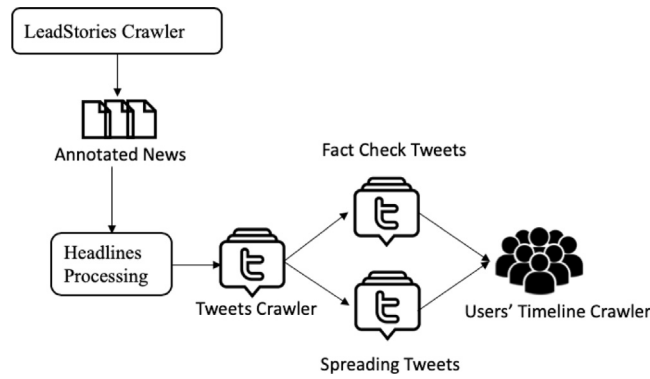 LeadStories Crawler
Annotated News
Fact Check Tweets
Headlines
Processing
Tweets Crawler
Users' Timeline Crawler
Spreading Tweets